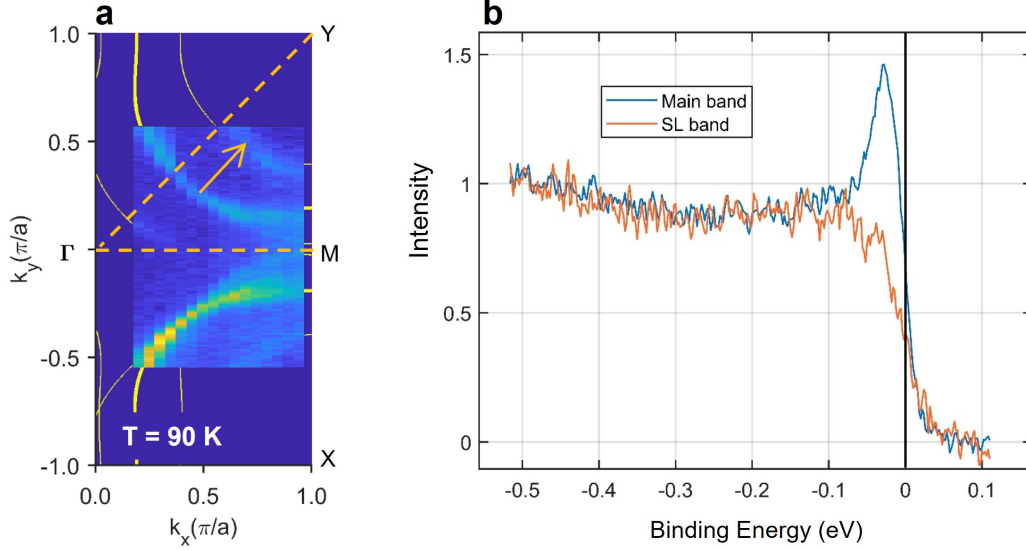 a
1.0
0.5
Γ
-0.5
-1.0
k_y(π/a)
Y
M
X
T = 90 K
0.0
0.5
1.0
k_x(π/a)
b
1.5
1
0.5
0
Intensity
Main band
SL band
-0.5
-0.4
-0.3
-0.2
-0.1
0
0.1
Binding Energy (eV)